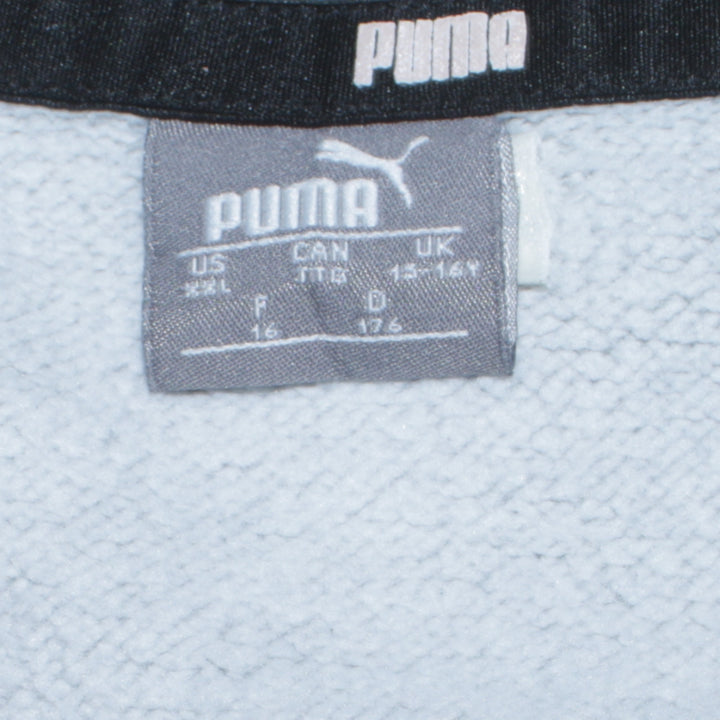 PUMA
PUMA
US CAN UK
XXL TTG 15-16Y
F D
16 176